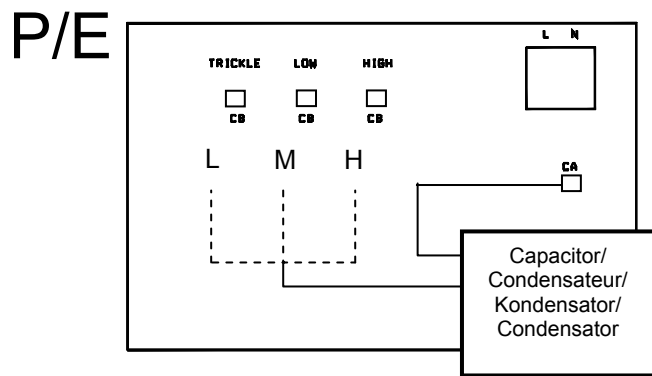 P/E
L N
TRICKLE LOW HIGH
CB CB CB
L M H
CA
Capacitor/
Condensateur/
Kondensator/
Condensator